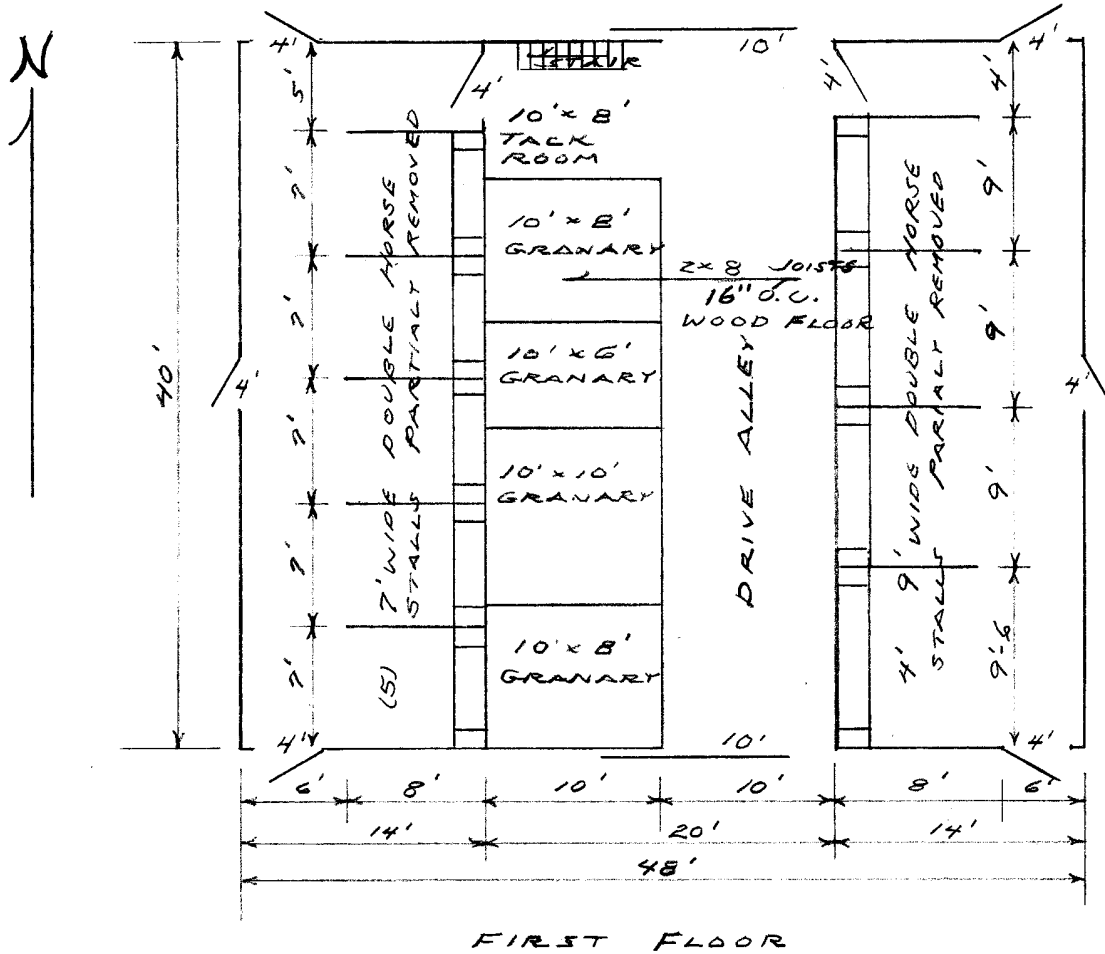 N
4'
10'
4'
STAIR
4'
4'
5'
4'
10' x 8'
TACK
ROOM
7' WIDE DOUBLE HORSE
STALLS PARTIALY REMOVED
(5)
10' x 8'
GRANARY
2x8 JOISTS
16" O.C.
WOOD FLOOR
10' x 6'
GRANARY
10' x 10'
GRANARY
10' x 8'
GRANARY
DRIVE ALLEY
4' 9' WIDE DOUBLE HORSE
STALLS PARIALY REMOVED
7'
7'
7'
7'
7'
9'
9'
9'
9'-6
40'
4'
4'
4'
10'
4'
6'
8'
10'
10'
8'
6'
14'
20'
14'
48'
FIRST FLOOR